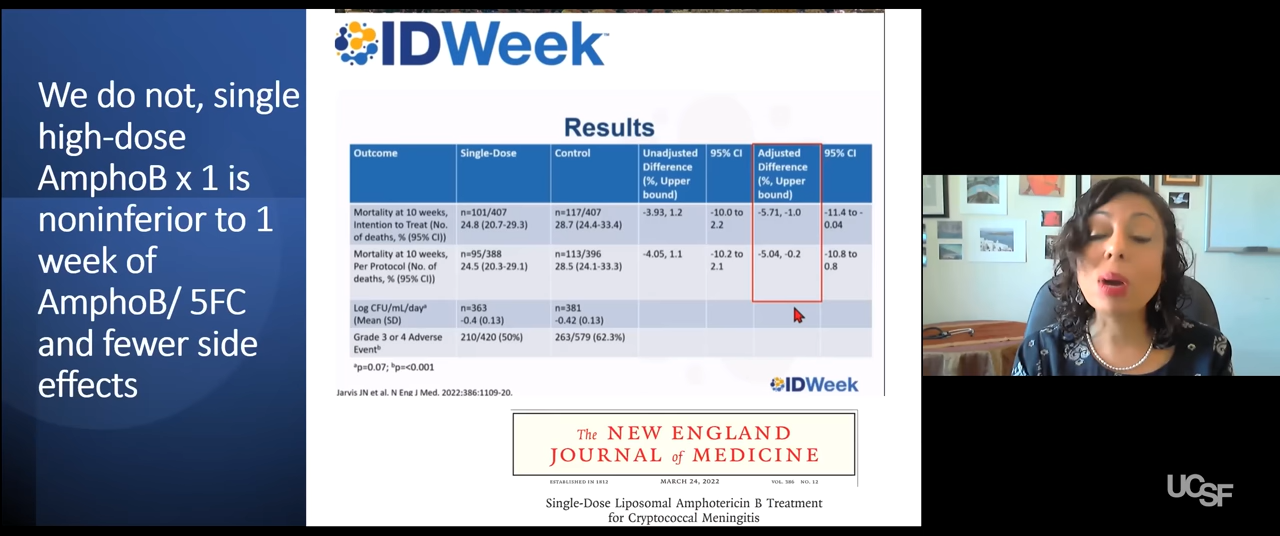 We do not, single
high-dose
AmphoB x 1 is
noninferior to 1
week of
AmphoB/ 5FC
and fewer side
effects
IDWeek™
Results
Outcome Single-Dose Control Unadjusted Difference (%, Upper bound) 95% CI Adjusted Difference (%, Upper bound) 95% CI
Mortality at 10 weeks, Intention to Treat (No. of deaths, % (95% CI)) n=101/407 24.8 (20.7-29.3) n=117/407 28.7 (24.4-33.4) -3.93, 1.2 -10.0 to 2.2 -5.71, -1.0 -11.4 to -0.04
Mortality at 10 weeks, Per Protocol (No. of deaths, % (95% CI)) n=95/388 24.5 (20.3-29.1) n=113/396 28.5 (24.1-33.3) -4.05, 1.1 -10.2 to 2.1 -5.04, -0.2 -10.8 to 0.8
Log CFU/mL/dayᵃ (Mean (SD) n=363 -0.4 (0.13) n=381 -0.42 (0.13)
Grade 3 or 4 Adverse Eventᵇ 210/420 (50%) 263/579 (62.3%)
ᵃp=0.07; ᵇp=<0.001
IDWeek
Jarvis JN et al. N Eng J Med. 2022;386:1109-20.
The NEW ENGLAND
JOURNAL of MEDICINE
ESTABLISHED IN 1812 MARCH 24, 2022 VOL. 386 NO. 12
Single-Dose Liposomal Amphotericin B Treatment
for Cryptococcal Meningitis
UCSF